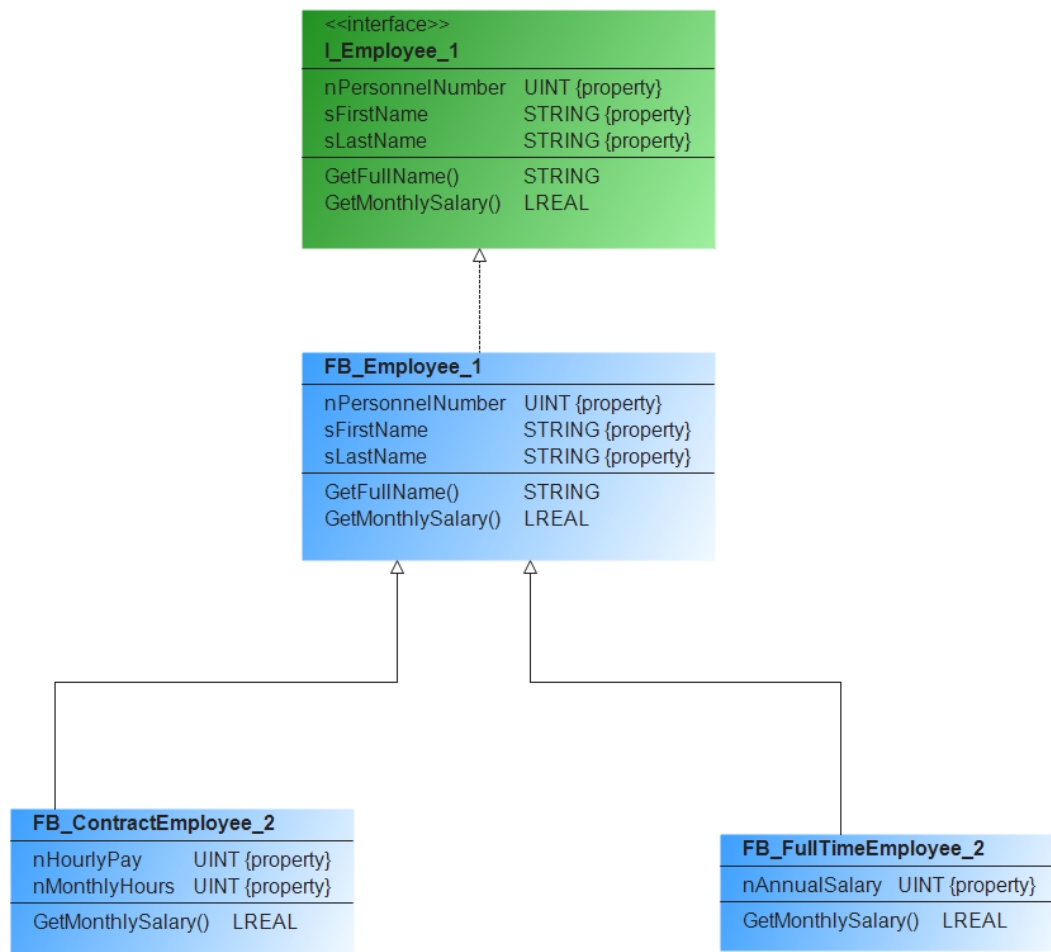 <<interface>>
I_Employee_1
nPersonnelNumber UINT {property}
sFirstName STRING {property}
sLastName STRING {property}
GetFullName() STRING
GetMonthlySalary() LREAL
FB_Employee_1
nPersonnelNumber UINT {property}
sFirstName STRING {property}
sLastName STRING {property}
GetFullName() STRING
GetMonthlySalary() LREAL
FB_ContractEmployee_2
nHourlyPay UINT {property}
nMonthlyHours UINT {property}
GetMonthlySalary() LREAL
FB_FullTimeEmployee_2
nAnnualSalary UINT {property}
GetMonthlySalary() LREAL